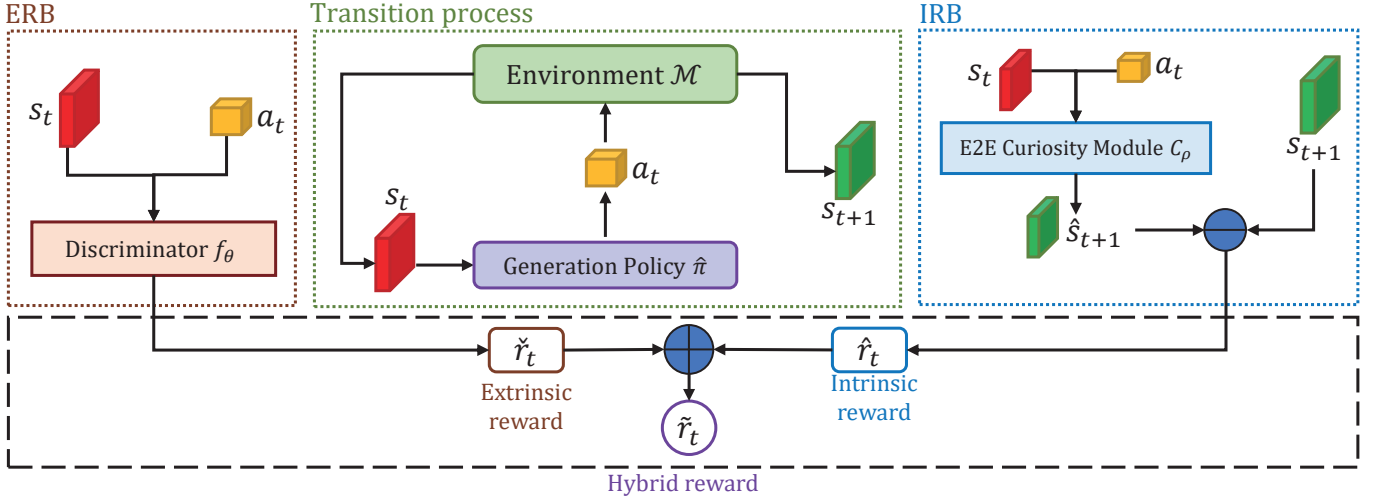 ERB
s_t
a_t
Discriminator f_θ
Transition process
Environment ℳ
a_t
s_t
s_{t+1}
Generation Policy π̂
IRB
s_t
a_t
s_{t+1}
E2E Curiosity Module C_ρ
ŝ_{t+1}
ř_t
r̂_t
Extrinsic
reward
Intrinsic
reward
r̃_t
Hybrid reward